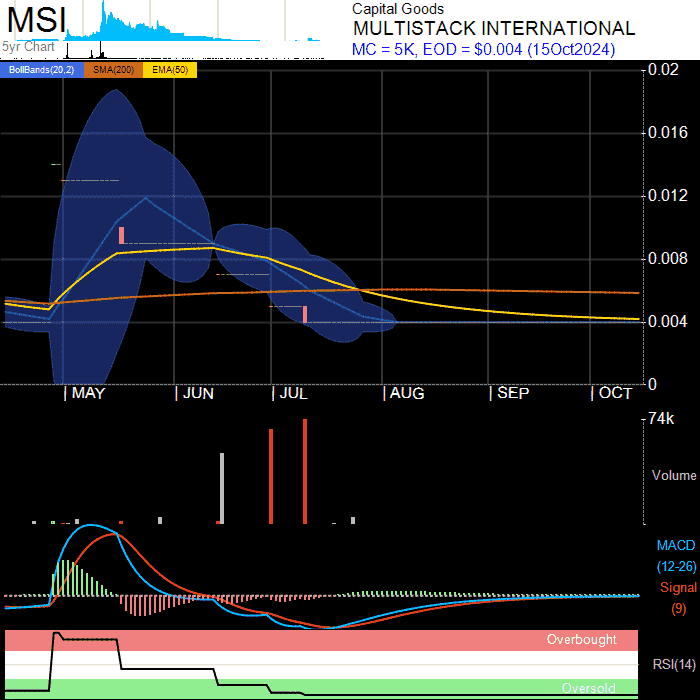 MSI
5yr Chart
Capital Goods
MULTISTACK INTERNATIONAL
MC = 5K, EOD = $0.004 (15Oct2024)
BollBands(20,2) SMA(200) EMA(50)
0.02
0.016
0.012
0.008
0.004
0
MAY JUN JUL AUG SEP OCT
74k
Volume
MACD
(12-26)
Signal
(9)
Overbought
RSI(14)
Oversold